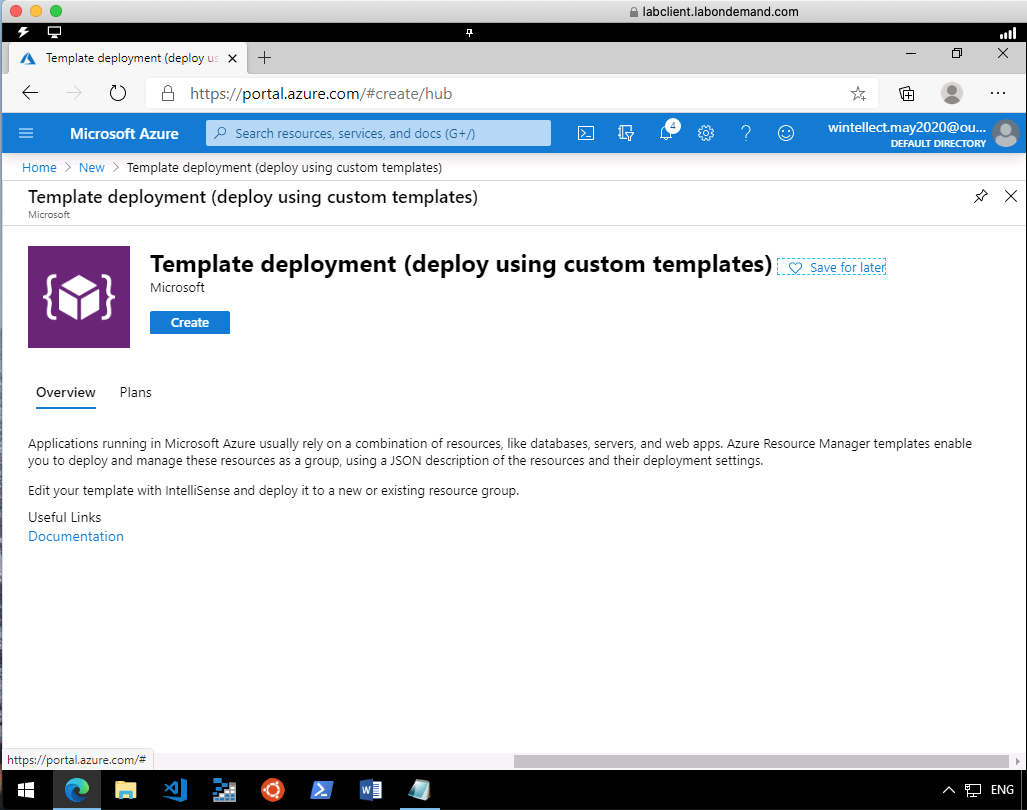 labclient.labondemand.com
Template deployment (deploy us
https://portal.azure.com/#create/hub
Microsoft Azure
Search resources, services, and docs (G+/)
4
wintellect.may2020@ou...
DEFAULT DIRECTORY
Home > New > Template deployment (deploy using custom templates)
Template deployment (deploy using custom templates)
Microsoft
Template deployment (deploy using custom templates)
Save for later
Microsoft
Create
Overview
Plans
Applications running in Microsoft Azure usually rely on a combination of resources, like databases, servers, and web apps. Azure Resource Manager templates enable
you to deploy and manage these resources as a group, using a JSON description of the resources and their deployment settings.
Edit your template with IntelliSense and deploy it to a new or existing resource group.
Useful Links
Documentation
https://portal.azure.com/#
ENG